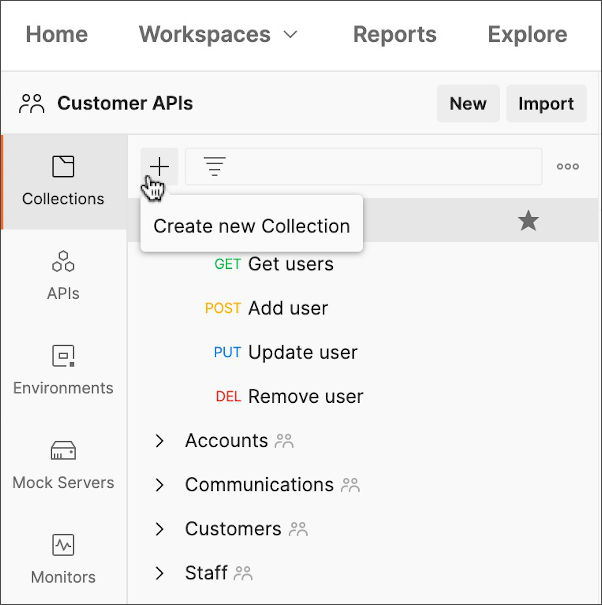 Home Workspaces Reports Explore
Customer APIs New Import
Collections
Create new Collection
GET Get users
APIs
POST Add user
PUT Update user
Environments
DEL Remove user
Accounts
Mock Servers
Communications
Customers
Monitors
Staff